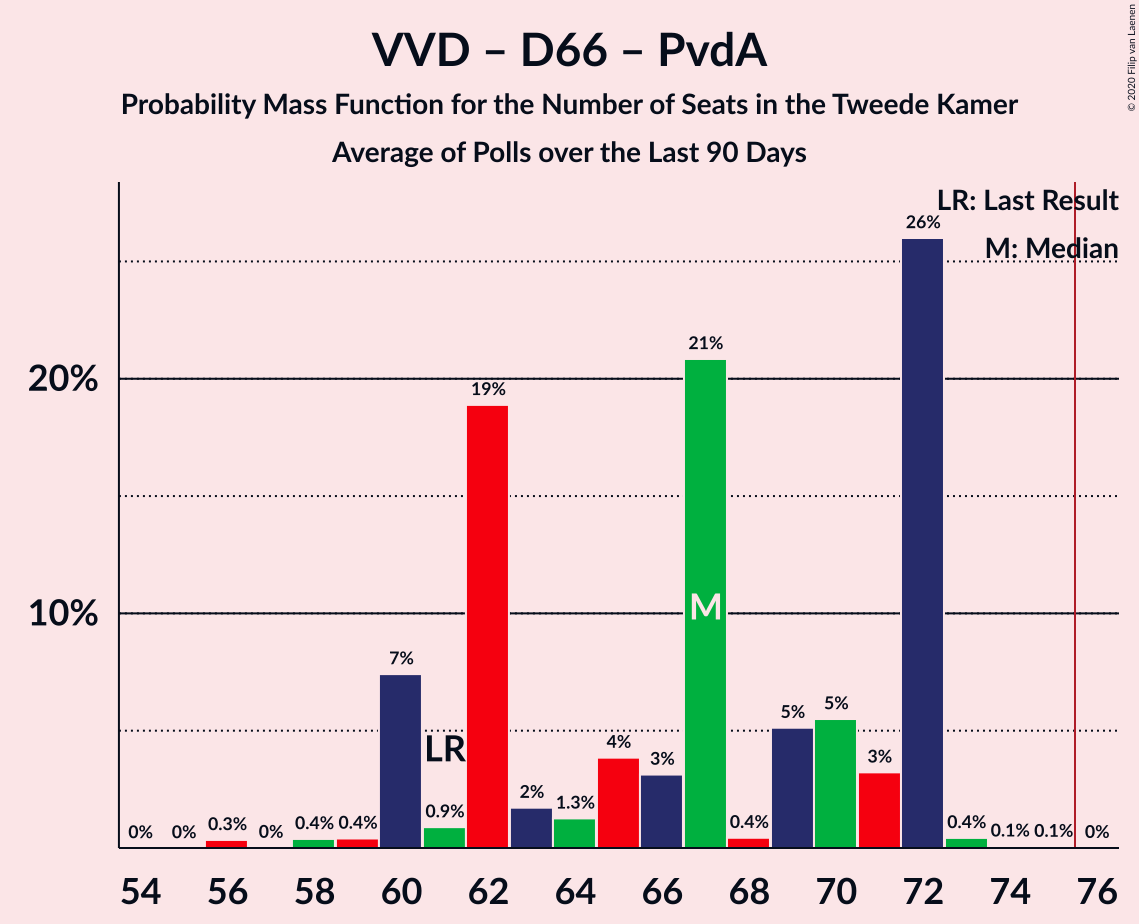 VVD – D66 – PvdA
Probability Mass Function for the Number of Seats in the Tweede Kamer
Average of Polls over the Last 90 Days
© 2020 Filip van Laenen
LR: Last Result
M: Median
20%
10%
0% 0% 0.3% 0% 0.4% 0.4% 7% 0.9% 19% 2% 1.3% 4% 3% 21% 0.4% 5% 5% 3% 26% 0.4% 0.1% 0.1% 0%
LR
M
54 56 58 60 62 64 66 68 70 72 74 76